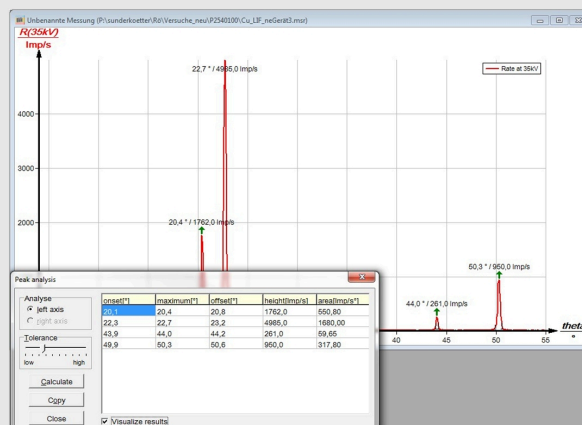 Unbenannte Messung (P:\sunderkoetter\Rö\Versuche_neu\P2540100\Cu_LIF_neGerät3.msr)
R(35kV)
Imp/s
22,7 ° / 4985,0 Imp/s
Rate at 35kV
4000
3000
2000
20,4 ° / 1762,0 Imp/s
50,3 ° / 950,0 Imp/s
44,0 ° / 261,0 Imp/s
theta
°
40 45 50 55
Peak analysis
Analyse
left axis
right axis
Tolerance
low high
Calculate
Copy
Close
onset[°] maximum[°] offset[°] height[Imp/s] area[Imp/s*°]
20,1 20,4 20,8 1762,0 550,80
22,3 22,7 23,2 4985,0 1680,00
43,9 44,0 44,2 261,0 59,65
49,9 50,3 50,6 950,0 317,80
Visualize results